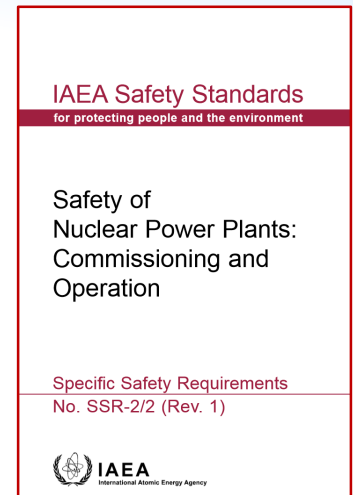 IAEA Safety Standards
for protecting people and the environment
Safety of
Nuclear Power Plants:
Commissioning and
Operation
Specific Safety Requirements
No. SSR-2/2 (Rev. 1)
IAEA
International Atomic Energy Agency